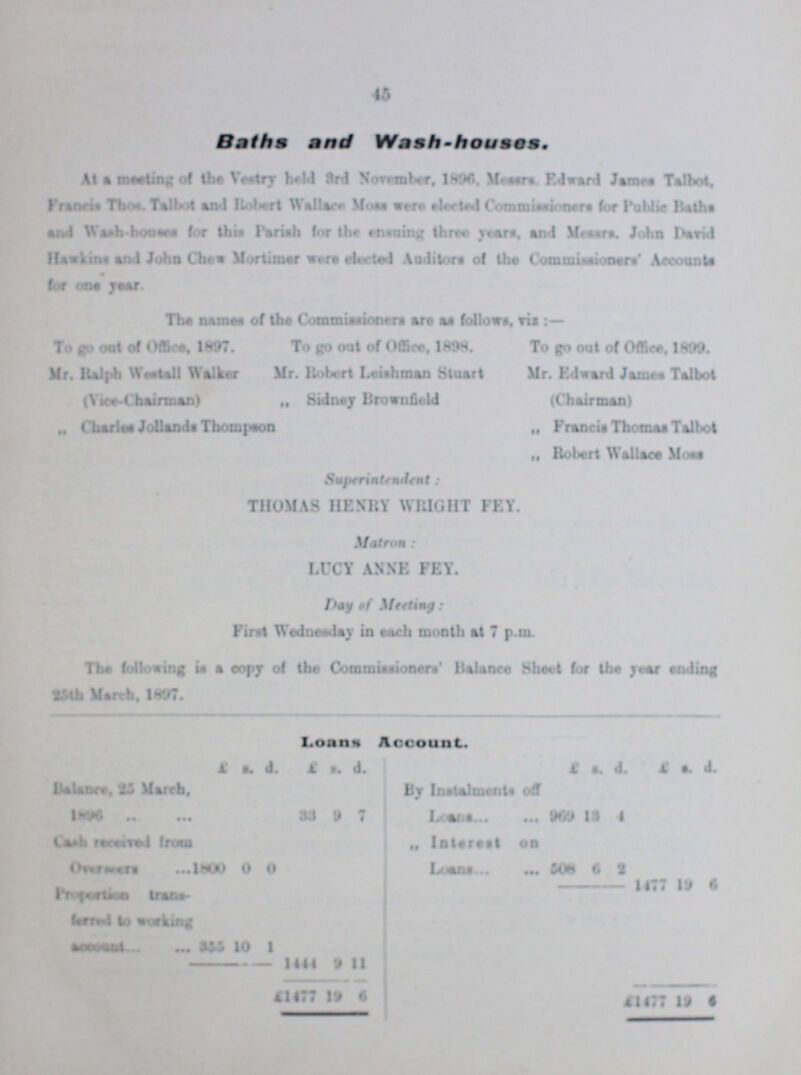 45
Baths and Wash-houses.
At a meeting of the Vestry held 3rd November, 1896, Messrs. Edward James Talbot,
Francis Thos. Talbot and Robert Wallace Moss were elected Commissioners for Public Baths
and Wash-houses for this Parish for the ensuing three years, and Messrs. John David
Hawkins and John Chew Mortimer were elected Auditors of the Commissioners' Accounts
for one year.
The names of the Commissioners are as follows, viz :—
To go out of Office, 1897. To go out of Office, 1898. To go out of Office, 1899.
Mr. Ralph Westall Walker Mr. Robert Leishman Stuart Mr. Edward James Talbot
(Vice-Chairman) „ Sidney Brownfield (Chairman)
„ Charles Jollands Thompson „ Francis Thomas Talbot
„ Robert Wallace Moss
Superintendent :
THOMAS HENRY WRIGHT FEY.
Matron :
LUCY ANNE FEY.
Day of Meeting :
First Wednesday in each month at 7 p.m.
The following is a copy of the Commissioners' Balance Sheet for the year ending
25th March, 1897.
Loans Account.
£ s. d. £ s. d. £ s. d. £ s. d.
Balance, 25 March, By Instalments off
1896 .. ... 33 9 7 Loans... ... 969 13 4
Cash received from „ Interest on
Overseers ...1800 0 0 Loans... ... 508 6 2
1477 19 6
Proportion trans-
ferred to working
account... ... 355 10 1
1444 9 11
£1477 19 6 £1477 19 6